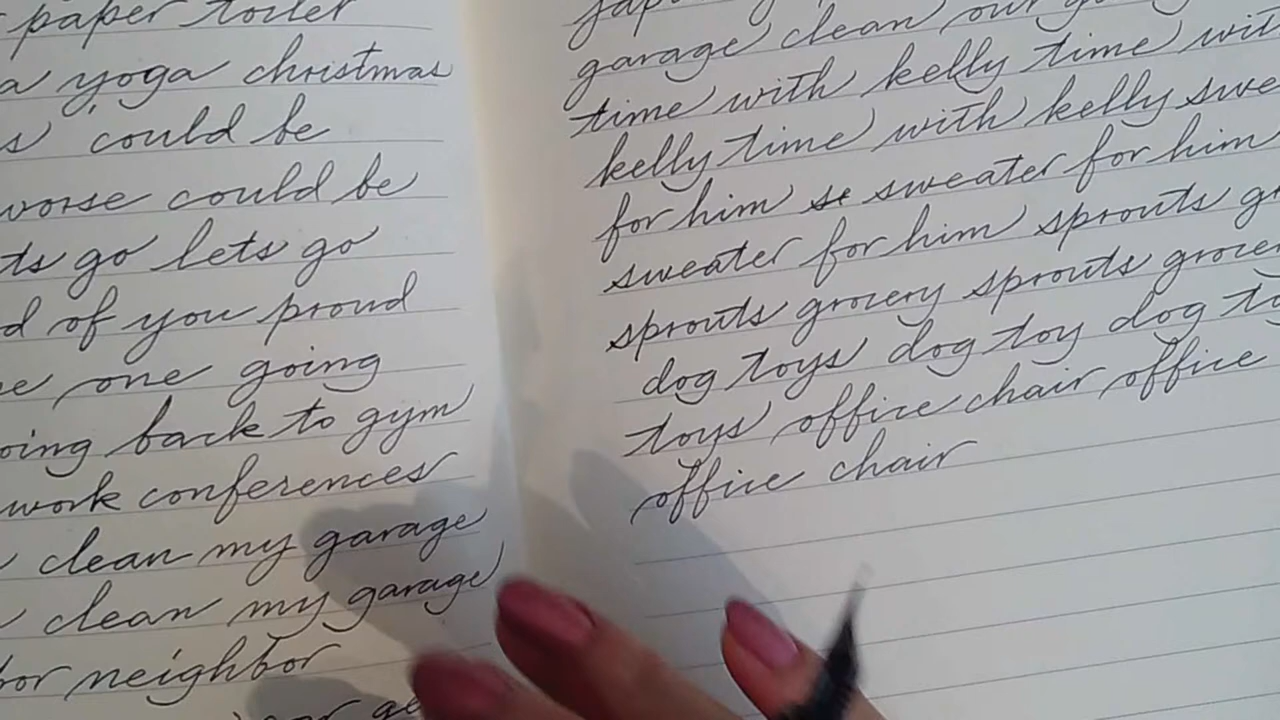 paper toilet
a yoga christmas
could be
worse could be
go lets go
of you proud
one going
back to gym
work conferences
clean my garage
clean my garage
neighbor
garage clean our
time with kelly time
kelly time with kelly
for him se sweater for him
sweater for him sprouts
sprouts grocery sprouts
dog toys dog toy dog
toys office chair office
office chair